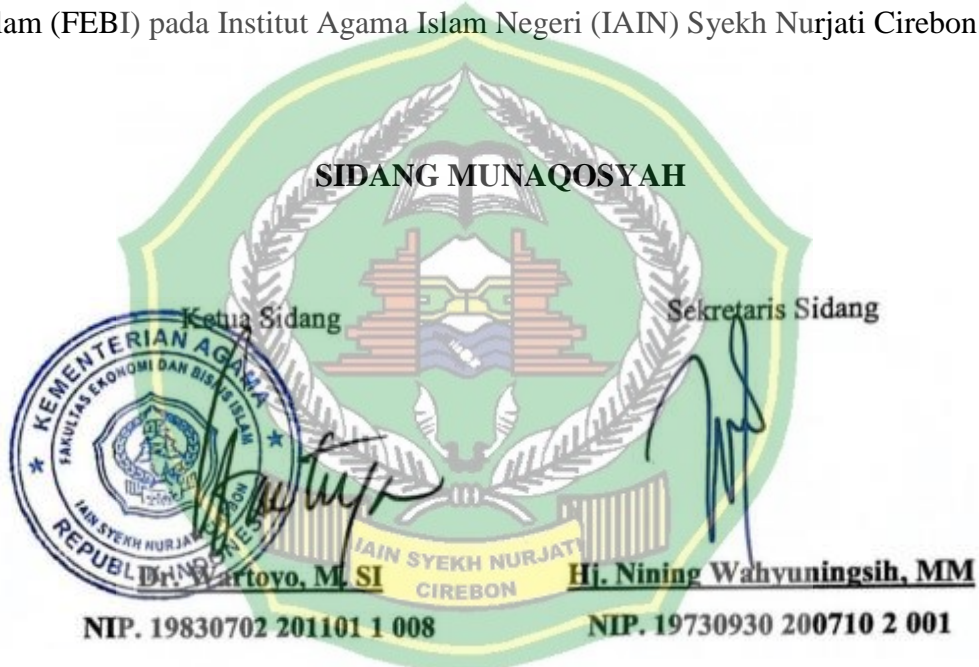 lam (FEBI) pada Institut Agama Islam Negeri (IAIN) Syekh Nurjati Cirebon
SIDANG MUNAQOSYAH
Ketua Sidang
Sekretaris Sidang
KEMENTERIAN AGAMA
FAKULTAS EKONOMI DAN BISNIS ISLAM
IAIN SYEKH NURJATI CIREBON
REPUBLIK INDONESIA
IAIN SYEKH NURJATI
CIREBON
Dr. Wartoyo, M. SI
Hj. Nining Wahyuningsih, MM
NIP. 19830702 201101 1 008
NIP. 19730930 200710 2 001